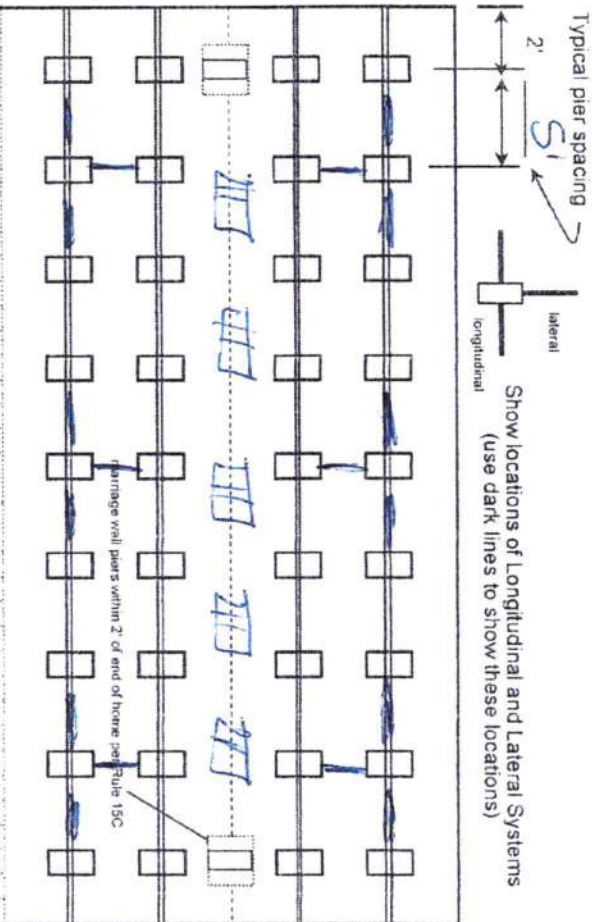 Typical pier spacing
2'
5'
lateral
longitudinal
Show locations of Longitudinal and Lateral Systems
(use dark lines to show these locations)
marriage wall piers within 2' of end of home per Rule 15C